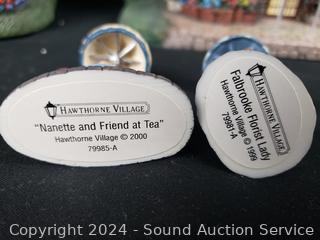 HAWTHORNE VILLAGE
"Nanette and Friend at Tea"
Hawthorne Village © 2000
79985-A
HAWTHORNE VILLAGE
Falbrooke Florist Lady
Hawthorne Village © 1999
79981-A
Copyright 2024 - Sound Auction Service